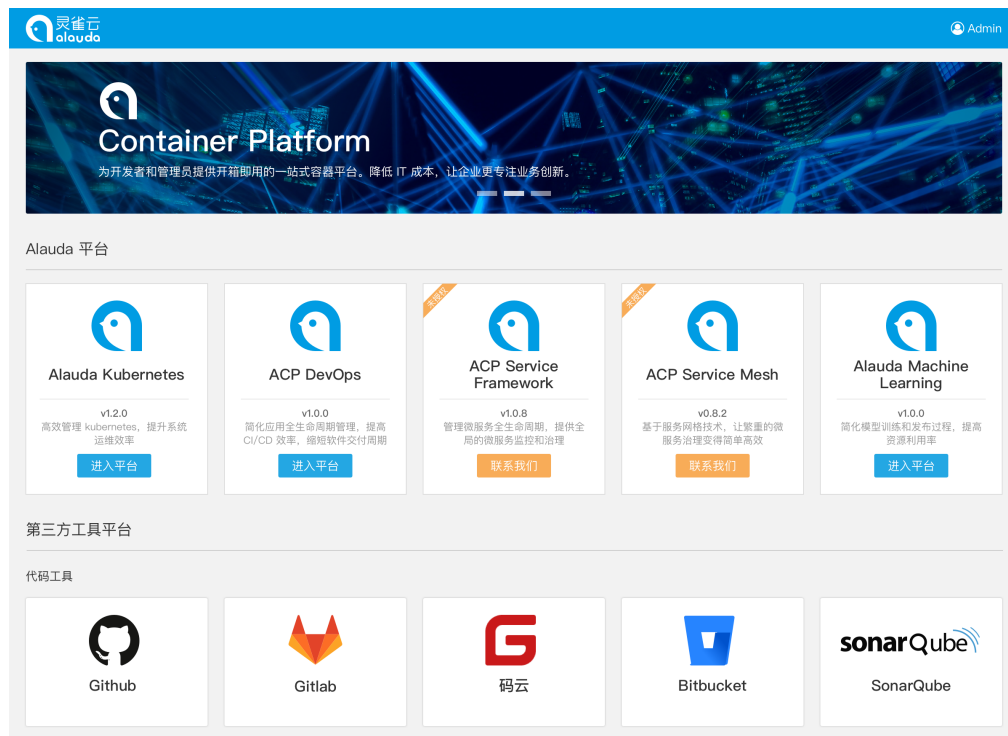 灵雀云
alauda
Admin
Container Platform
为开发者和管理员提供开箱即用的一站式容器平台。降低 IT 成本，让企业更专注业务创新。
Alauda 平台
Alauda Kubernetes
v1.2.0
高效管理 kubernetes，提升系统
运维效率
进入平台
ACP DevOps
v1.0.0
简化应用全生命周期管理，提高
CI/CD 效率，缩短软件交付周期
进入平台
未授权
ACP Service
Framework
v1.0.8
管理微服务全生命周期，提供全
局的微服务监控和治理
联系我们
未授权
ACP Service Mesh
v0.8.2
基于服务网格技术，让繁重的微
服务治理变得简单高效
联系我们
Alauda Machine
Learning
v1.0.0
简化模型训练和发布过程，提高
资源利用率
进入平台
第三方工具平台
代码工具
Github
Gitlab
码云
Bitbucket
sonarQube
SonarQube